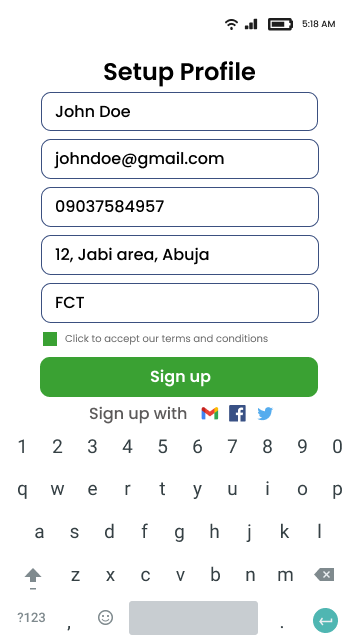 5:18 AM
Setup Profile
John Doe
johndoe@gmail.com
09037584957
12, Jabi area, Abuja
FCT
Click to accept our terms and conditions
Sign up
Sign up with
1 2 3 4 5 6 7 8 9 0
q w e r t y u i o p
a s d f g h j k l
z x c v b n m
?123 , .